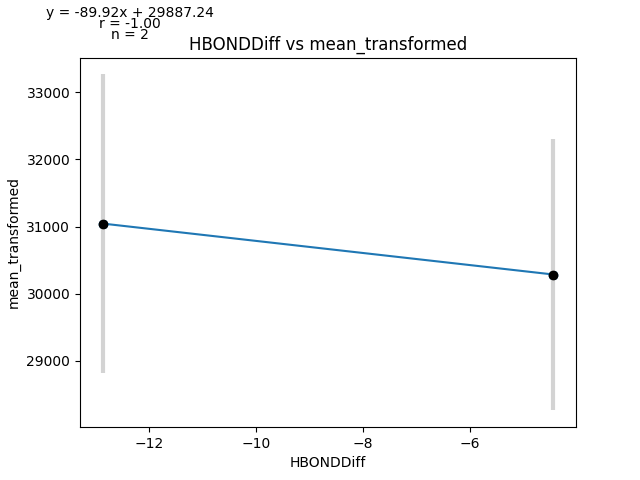 y = -89.92x + 29887.24
r = -1.00
n = 2
HBONDDiff vs mean_transformed
33000
32000
31000
30000
29000
mean_transformed
−12
−10
−8
−6
HBONDDiff